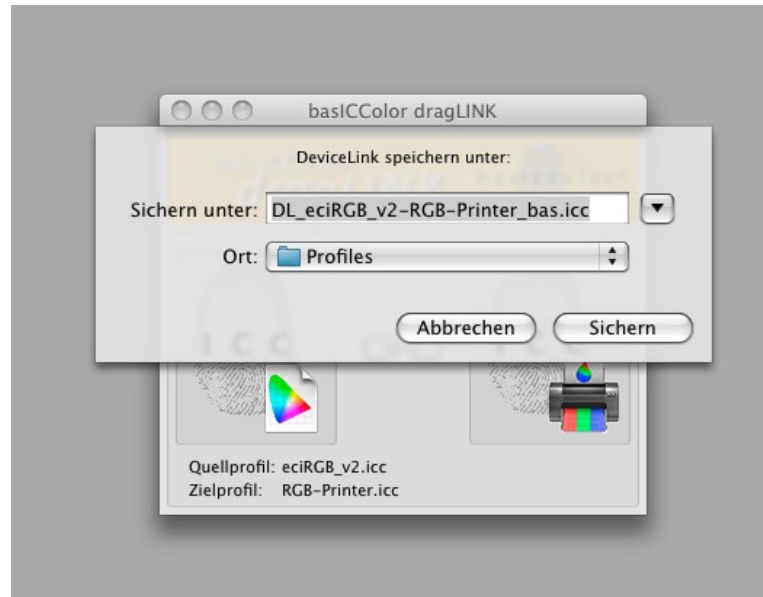 basICColor dragLINK
DeviceLink speichern unter:
Sichern unter: DL_eciRGB_v2-RGB-Printer_bas.icc
Ort: Profiles
Abbrechen Sichern
I C C I C C
Quellprofil: eciRGB_v2.icc
Zielprofil: RGB-Printer.icc